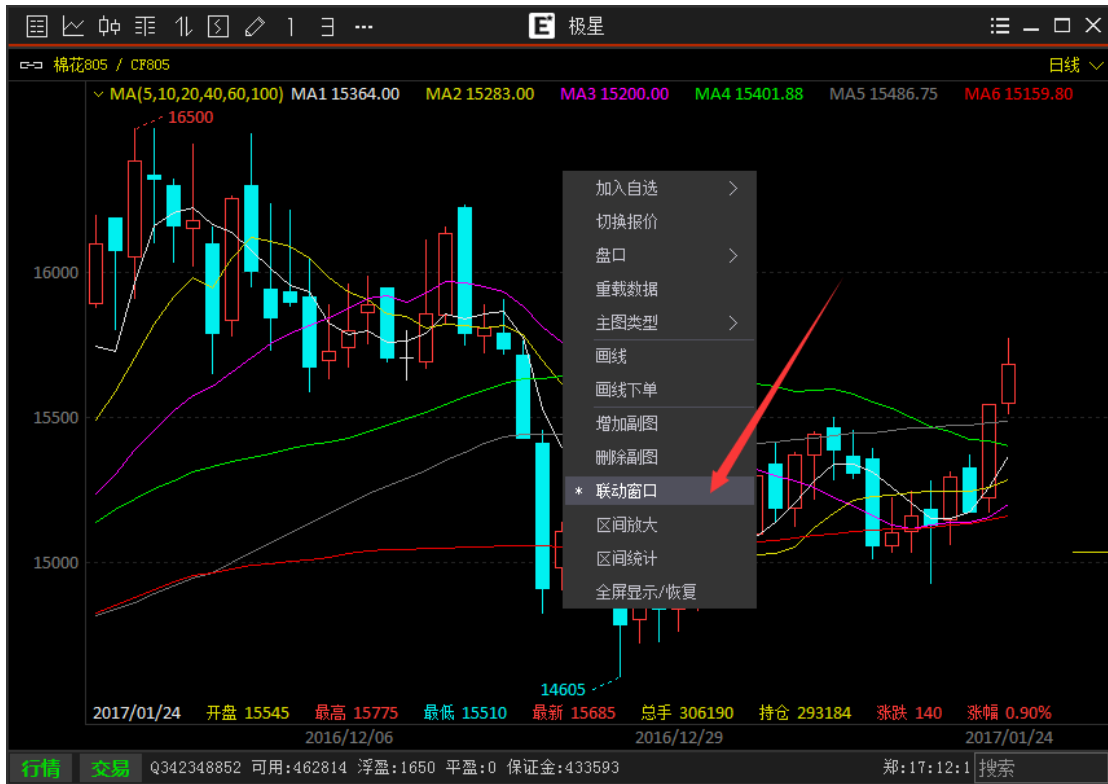 E* 极星
棉花805 / CF805 日线
MA(5,10,20,40,60,100) MA1 15364.00 MA2 15283.00 MA3 15200.00 MA4 15401.88 MA5 15486.75 MA6 15159.80
16500
16000
15500
15000
14605
加入自选
切换报价
盘口
重载数据
主图类型
画线
画线下单
增加副图
删除副图
* 联动窗口
区间放大
区间统计
全屏显示/恢复
2017/01/24 开盘 15545 最高 15775 最低 15510 最新 15685 总手 306190 持仓 293184 涨跌 140 涨幅 0.90%
2016/12/06 2016/12/29 2017/01/24
行情 交易 Q342348852 可用:462814 浮盈:1650 平盈:0 保证金:433593 郑:17:12:1 搜索